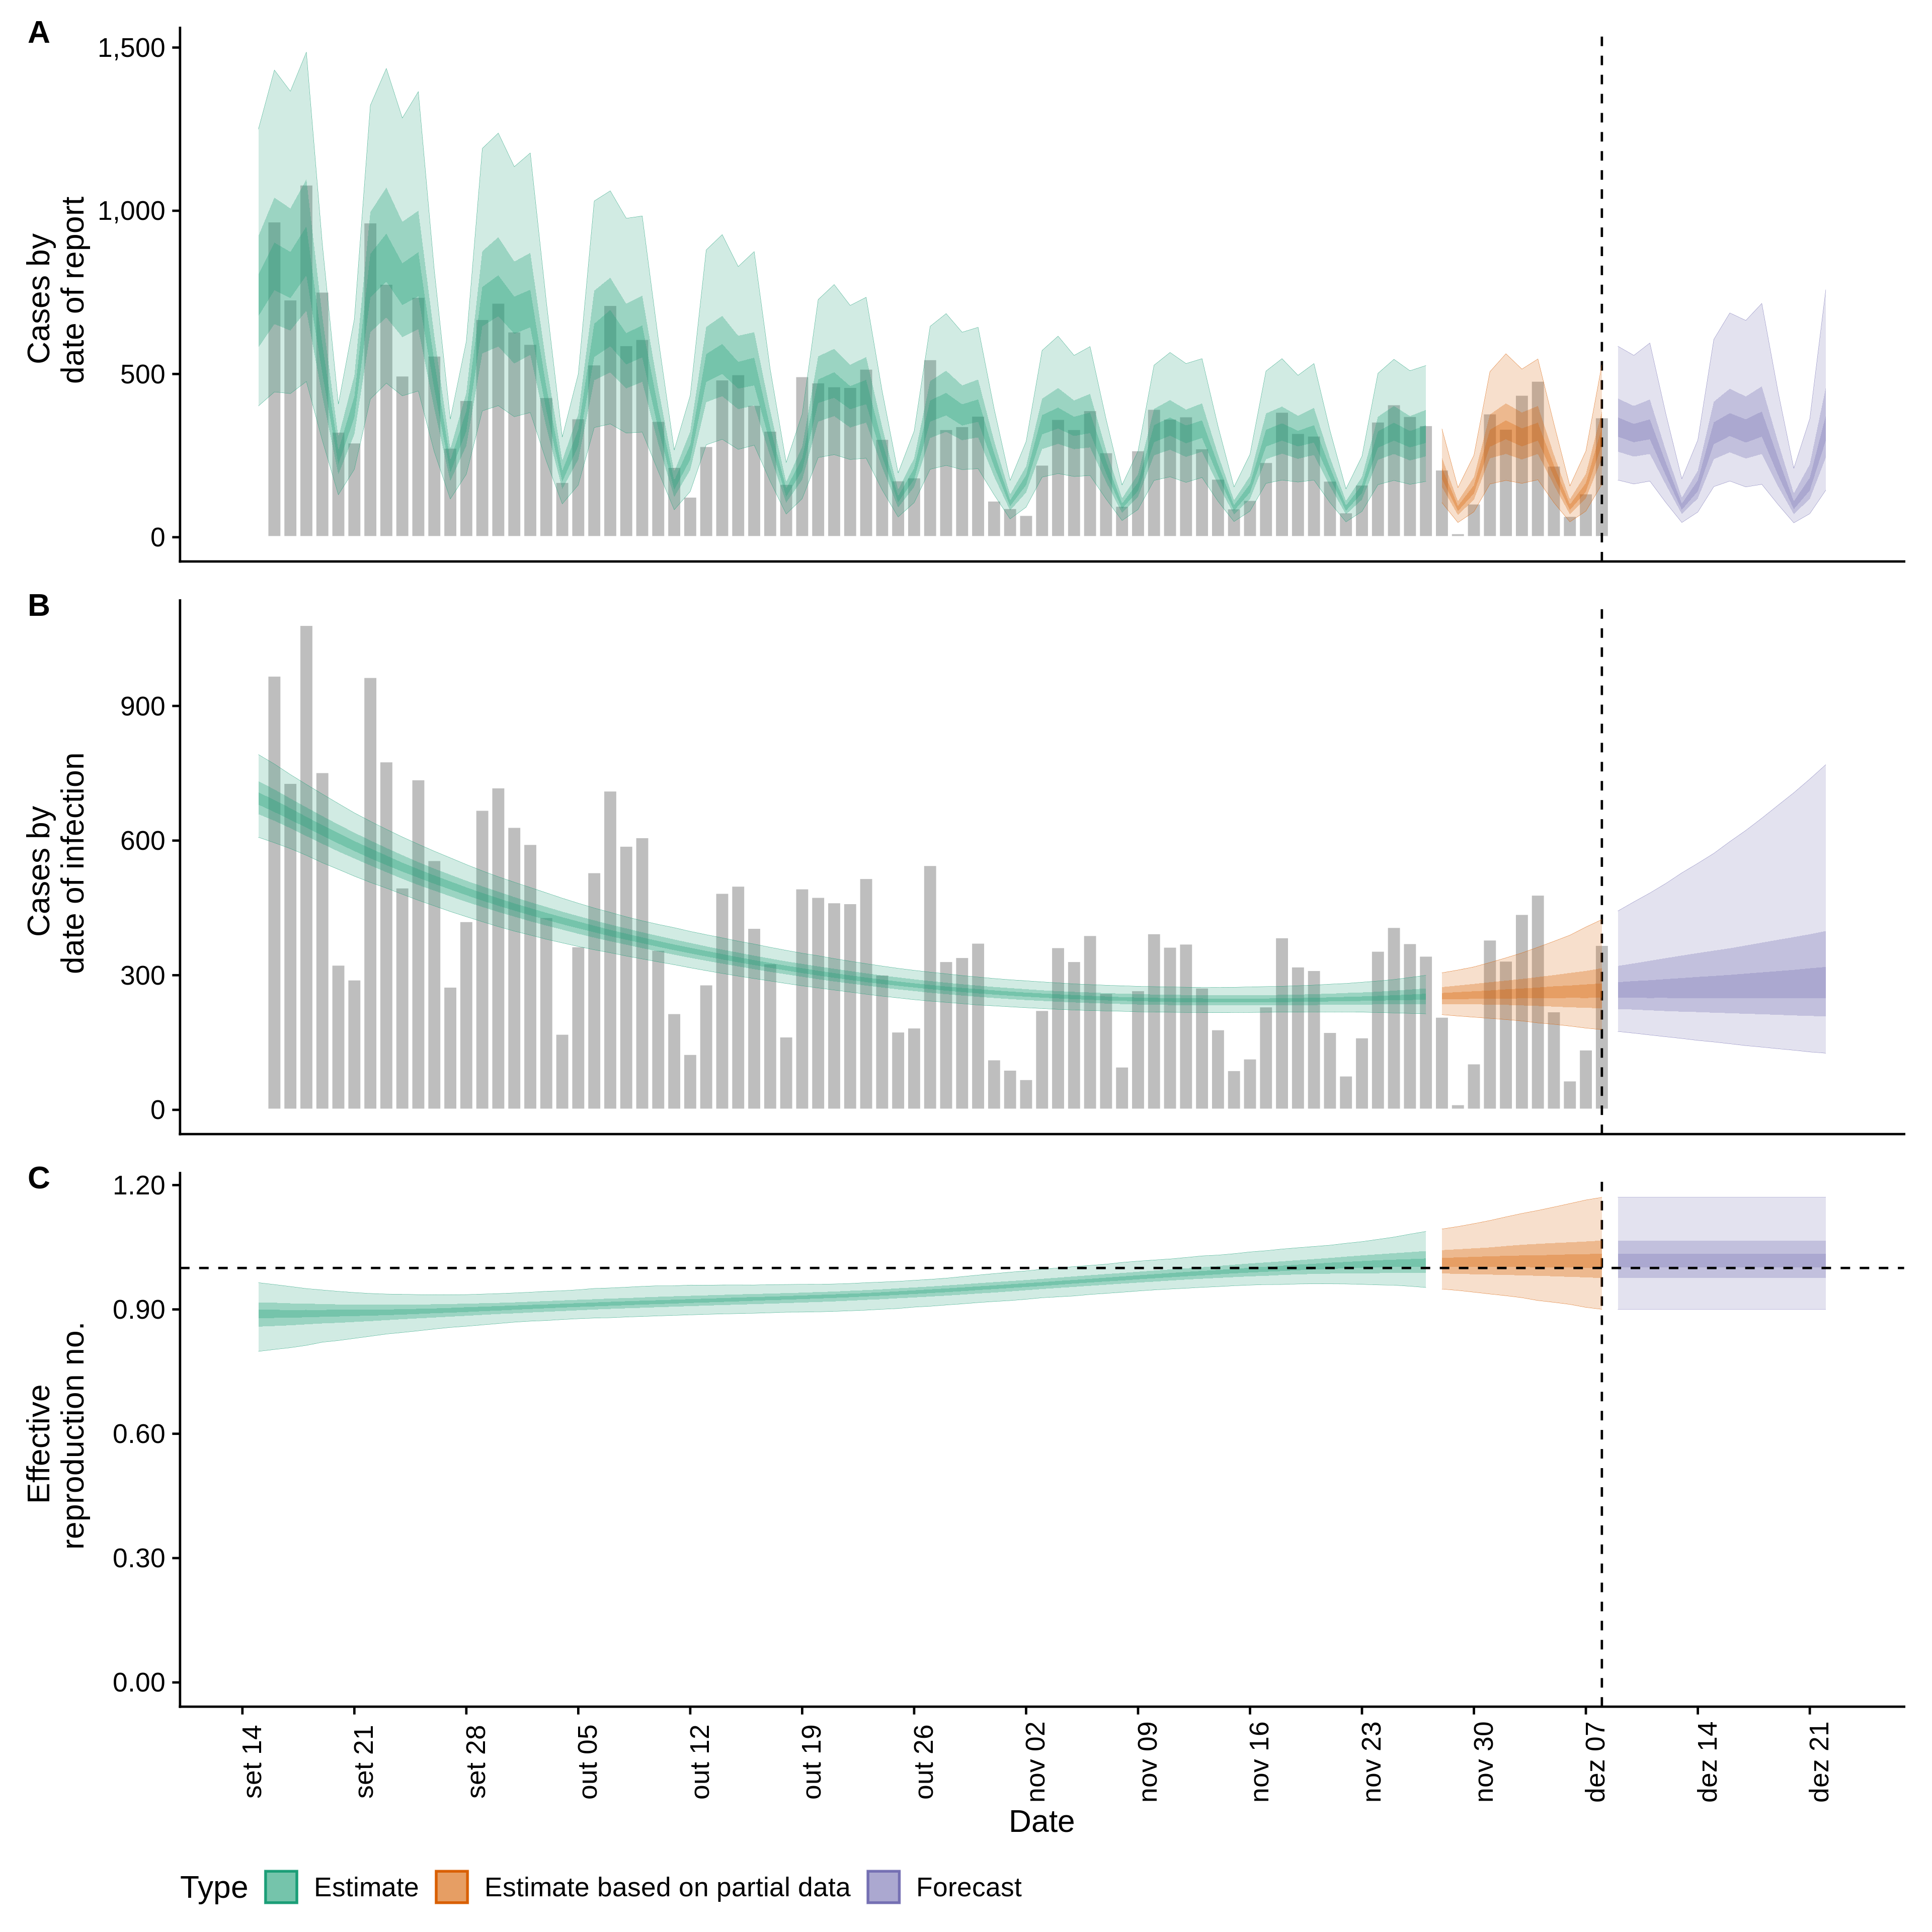 A
1,500
1,000
500
0
Cases by
date of report
B
900
600
300
0
Cases by
date of infection
C
1.20
0.90
0.60
0.30
0.00
Effective
reproduction no.
set 14
set 21
set 28
out 05
out 12
out 19
out 26
nov 02
nov 09
nov 16
nov 23
nov 30
dez 07
dez 14
dez 21
Date
Type
Estimate
Estimate based on partial data
Forecast